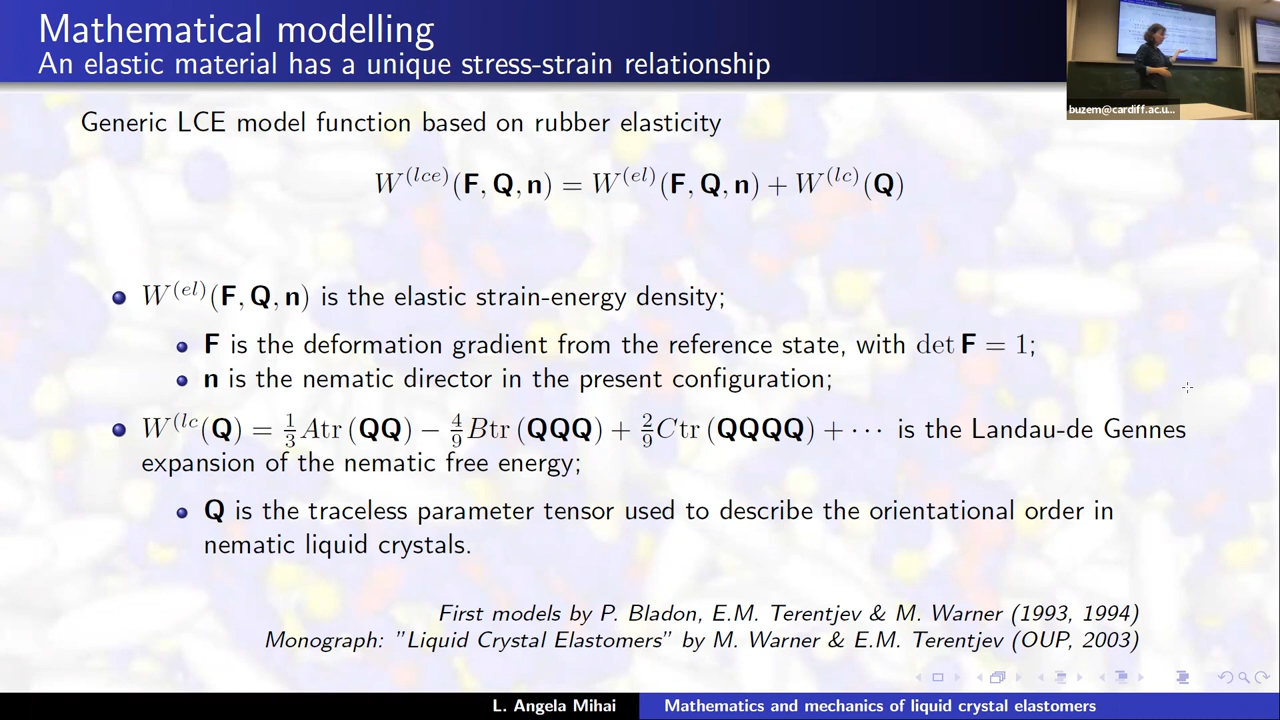 Mathematical modelling
An elastic material has a unique stress-strain relationship
buzem@cardiff.ac.u...
Generic LCE model function based on rubber elasticity
W^{(lce)}(F, Q, n) = W^{(el)}(F, Q, n) + W^{(lc)}(Q)
W^{(el)}(F, Q, n) is the elastic strain-energy density;
F is the deformation gradient from the reference state, with det F = 1;
n is the nematic director in the present configuration;
W^{(lc}(Q) = \frac{1}{3}Atr (QQ) − \frac{4}{9}Btr (QQQ) + \frac{2}{9}Ctr (QQQQ) + ··· is the Landau-de Gennes
expansion of the nematic free energy;
Q is the traceless parameter tensor used to describe the orientational order in
nematic liquid crystals.
First models by P. Bladon, E.M. Terentjev & M. Warner (1993, 1994)
Monograph: "Liquid Crystal Elastomers" by M. Warner & E.M. Terentjev (OUP, 2003)
L. Angela Mihai Mathematics and mechanics of liquid crystal elastomers